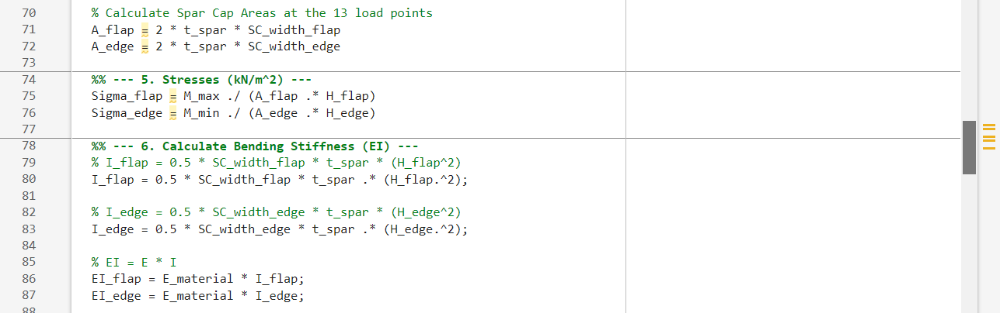 70 % Calculate Spar Cap Areas at the 13 load points
71 A_flap = 2 * t_spar * SC_width_flap
72 A_edge = 2 * t_spar * SC_width_edge
73
74 %% --- 5. Stresses (kN/m^2) ---
75 Sigma_flap = M_max ./ (A_flap .* H_flap)
76 Sigma_edge = M_min ./ (A_edge .* H_edge)
77
78 %% --- 6. Calculate Bending Stiffness (EI) ---
79 % I_flap = 0.5 * SC_width_flap * t_spar * (H_flap^2)
80 I_flap = 0.5 * SC_width_flap * t_spar .* (H_flap.^2);
81
82 % I_edge = 0.5 * SC_width_edge * t_spar * (H_edge^2)
83 I_edge = 0.5 * SC_width_edge * t_spar .* (H_edge.^2);
84
85 % EI = E * I
86 EI_flap = E_material * I_flap;
87 EI_edge = E_material * I_edge;
88